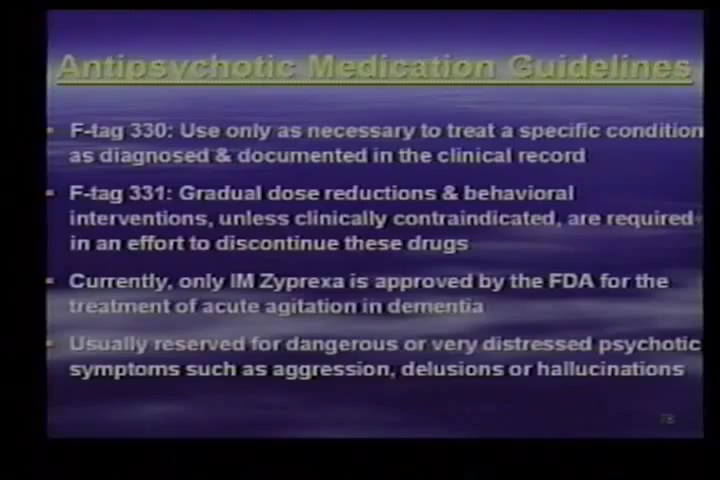 Antipsychotic Medication Guidelines
F-tag 330: Use only as necessary to treat a specific condition
as diagnosed & documented in the clinical record
F-tag 331: Gradual dose reductions & behavioral
interventions, unless clinically contraindicated, are required
in an effort to discontinue these drugs
Currently, only IM Zyprexa is approved by the FDA for the
treatment of acute agitation in dementia
Usually reserved for dangerous or very distressed psychotic
symptoms such as aggression, delusions or hallucinations